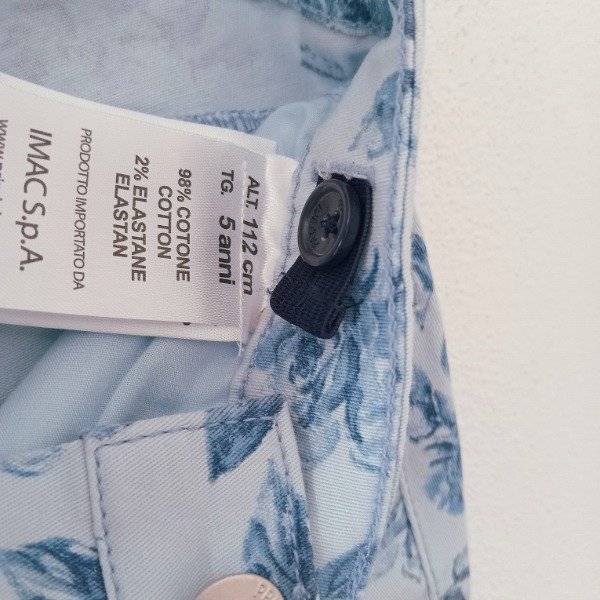 ALT. 112 cm
TG. 5 anni
98% COTONE
COTTON
2% ELASTANE
ELASTAN
PRODOTTO IMPORTATO DA
IMAC S.p.A.